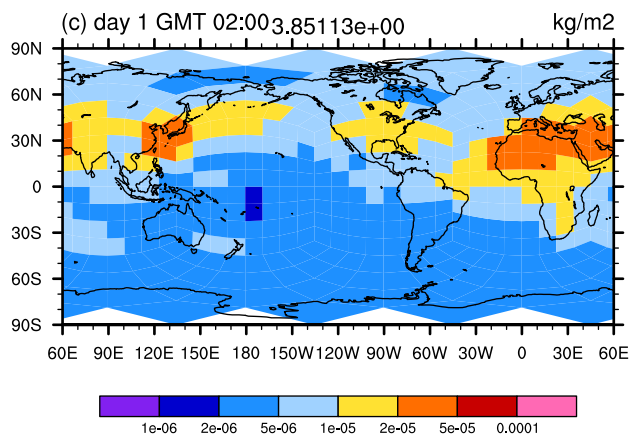 (c) day 1 GMT 02:00 3.85113e+00 kg/m2
90N
60N
30N
0
30S
60S
90S
60E 90E 120E 150E 180 150W 120W 90W 60W 30W 0 30E 60E
1e-06 2e-06 5e-06 1e-05 2e-05 5e-05 0.0001